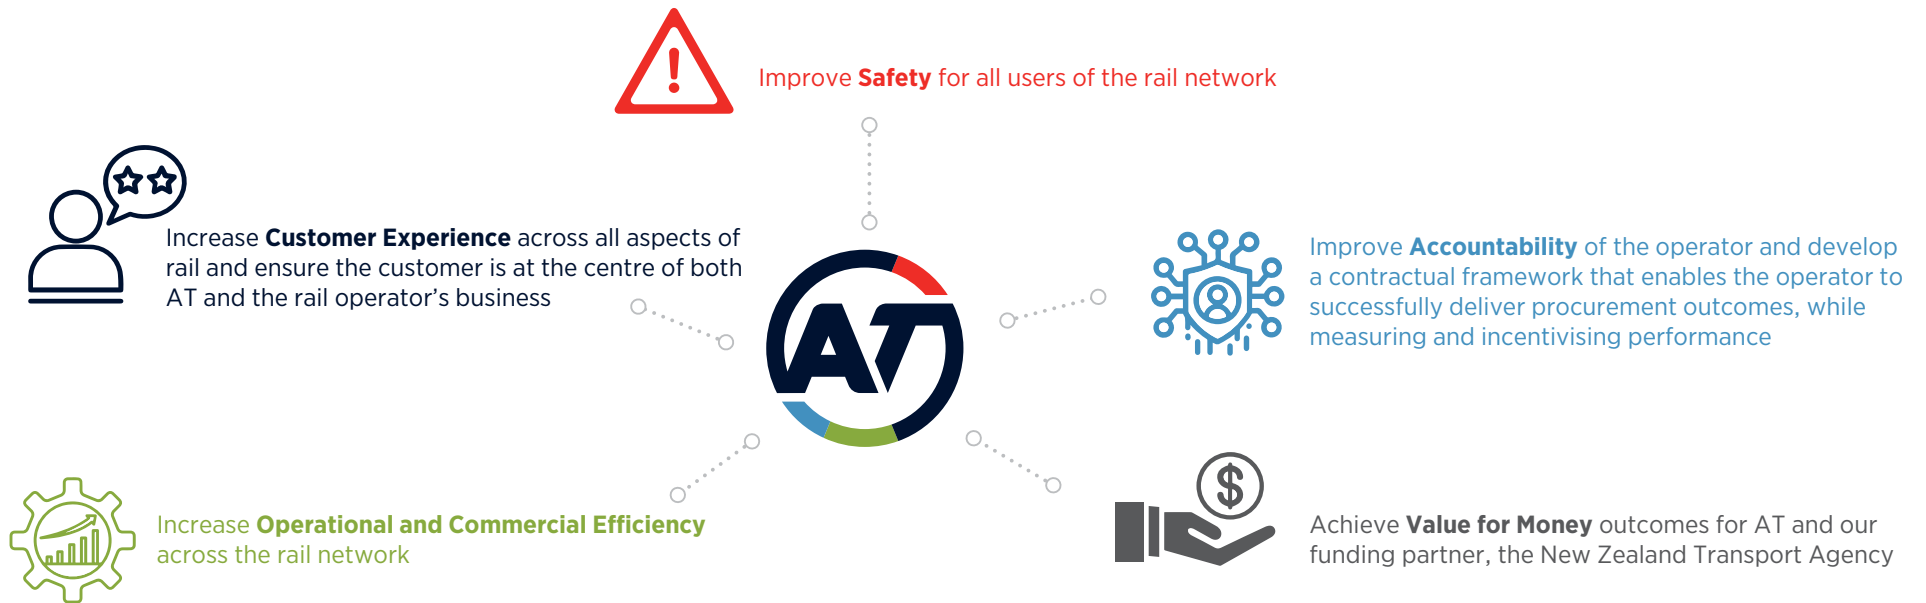 Improve Safety for all users of the rail network
Increase Customer Experience across all aspects of
rail and ensure the customer is at the centre of both
AT and the rail operator’s business
AT
Improve Accountability of the operator and develop
a contractual framework that enables the operator to
successfully deliver procurement outcomes, while
measuring and incentivising performance
Increase Operational and Commercial Efficiency
across the rail network
$
Achieve Value for Money outcomes for AT and our
funding partner, the New Zealand Transport Agency